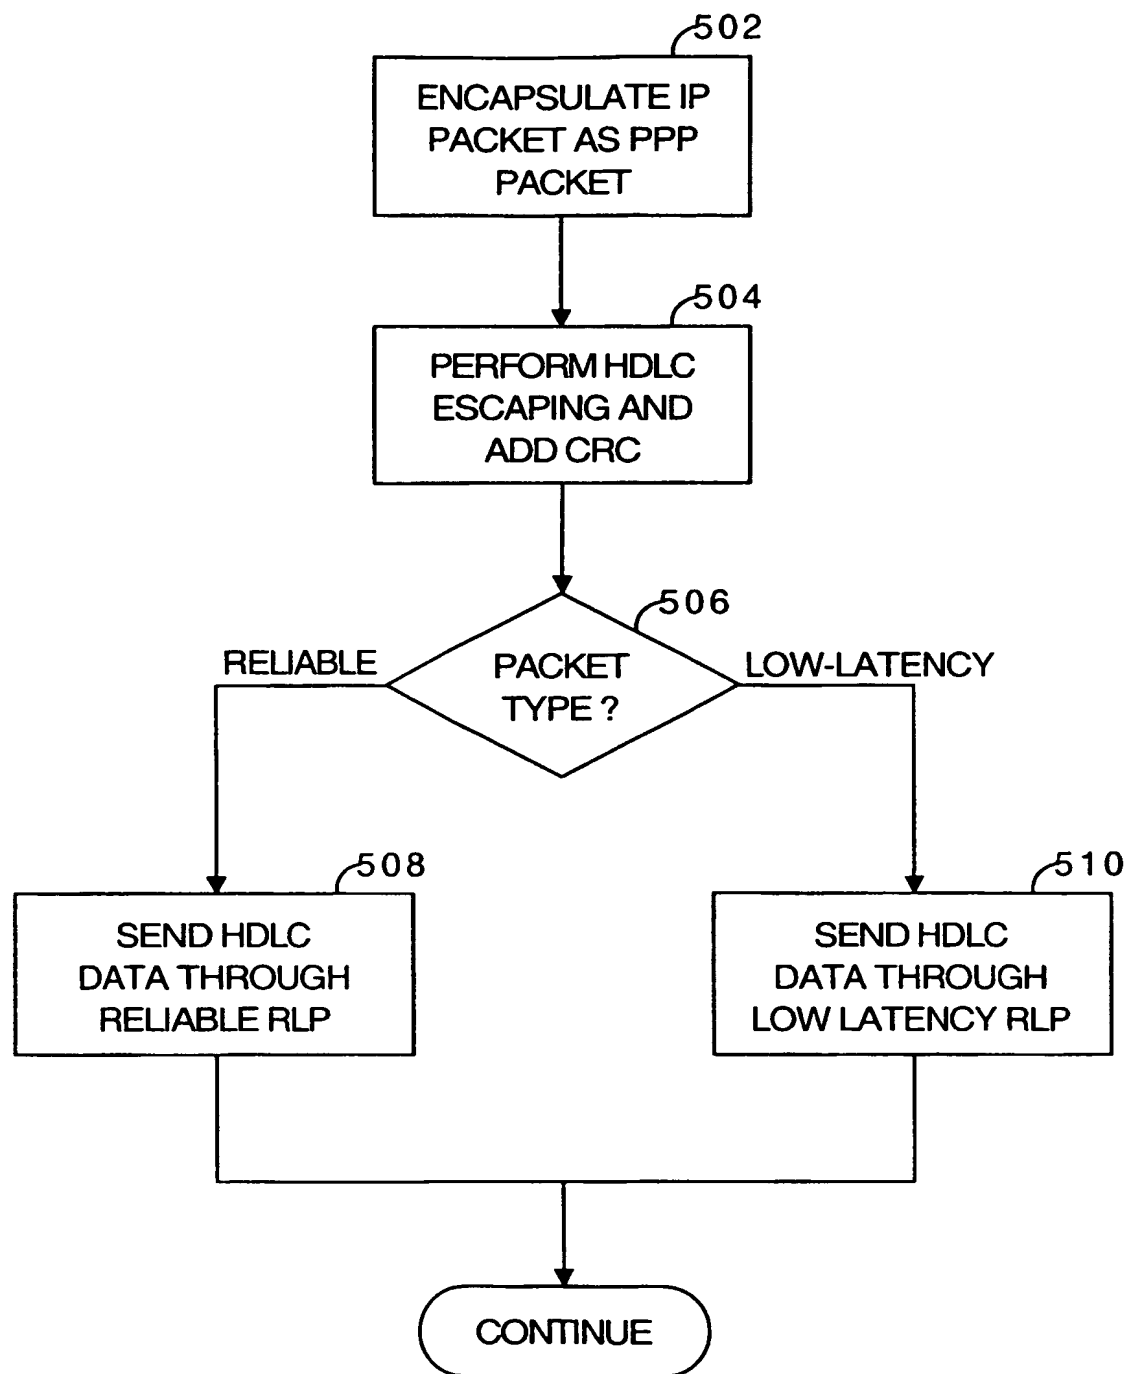 502
ENCAPSULATE IP
PACKET AS PPP
PACKET
504
PERFORM HDLC
ESCAPING AND
ADD CRC
506
RELIABLE
PACKET
TYPE ?
LOW-LATENCY
508
SEND HDLC
DATA THROUGH
RELIABLE RLP
510
SEND HDLC
DATA THROUGH
LOW LATENCY RLP
CONTINUE